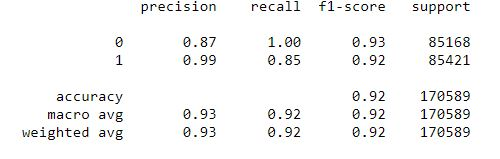 precision recall f1-score support
0 0.87 1.00 0.93 85168
1 0.99 0.85 0.92 85421
accuracy 0.92 170589
macro avg 0.93 0.92 0.92 170589
weighted avg 0.93 0.92 0.92 170589